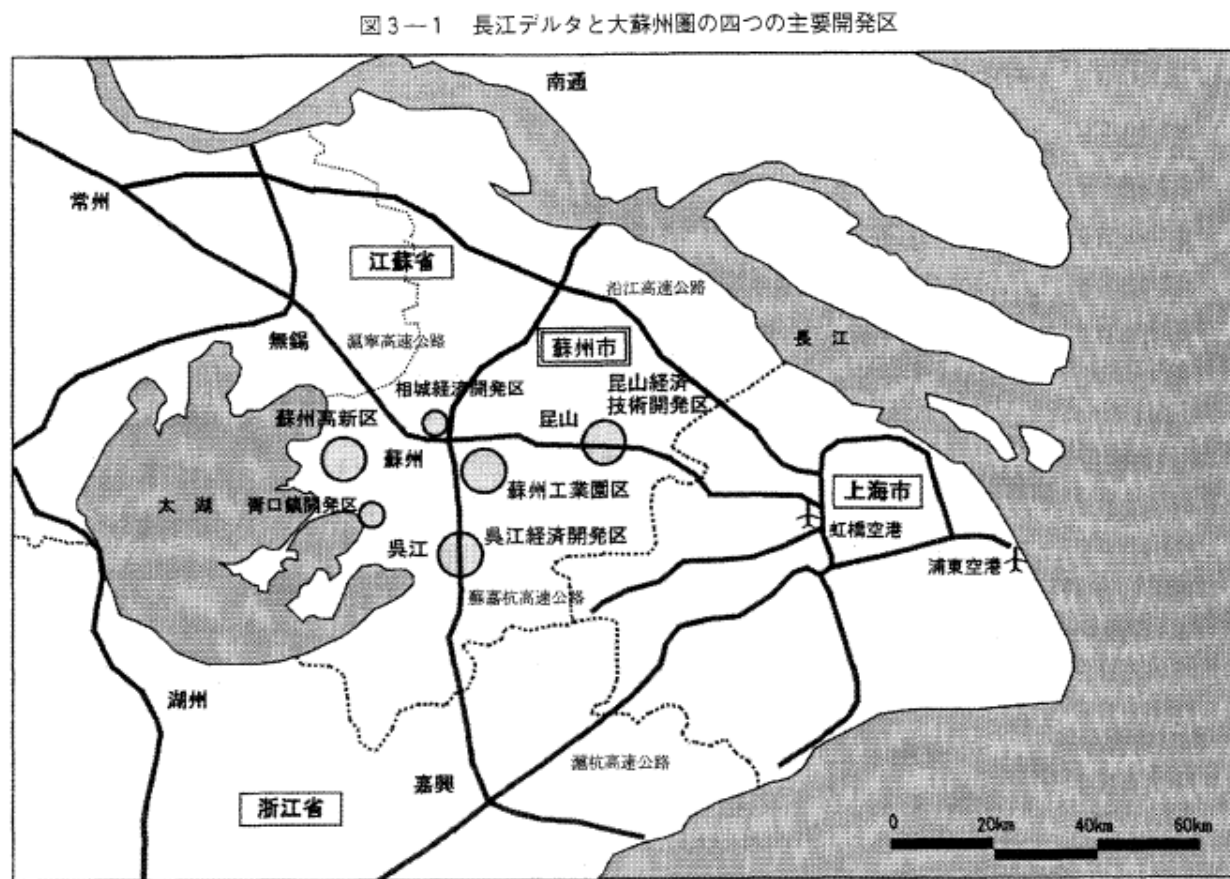 図3―1 長江デルタと大蘇州圏の四つの主要開発区
南通
常州
江蘇省
沿江高速公路
長江
無錫
滬寧高速公路
蘇州市
相城経済開発区
昆山経済
技術開発区
蘇州高新区
昆山
蘇州
蘇州工業園区
上海市
太湖
胥口鎮開発区
虹橋空港
呉江経済開発区
呉江
浦東空港
蘇嘉杭高速公路
湖州
滬杭高速公路
嘉興
浙江省
0 20km 40km 60km